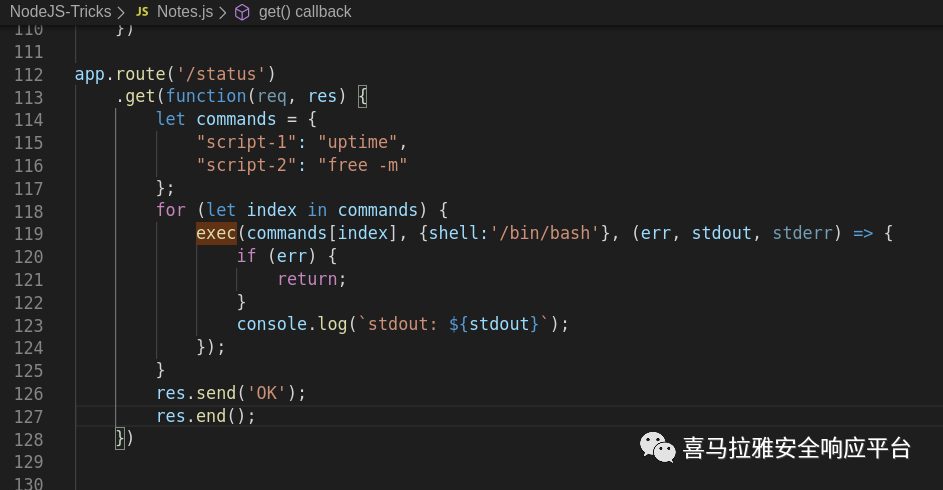 NodeJS-Tricks > JS Notes.js > get() callback
110     })
111
112 app.route('/status')
113     .get(function(req, res) {
114         let commands = {
115             "script-1": "uptime",
116             "script-2": "free -m"
117         };
118         for (let index in commands) {
119             exec(commands[index], {shell:'/bin/bash'}, (err, stdout, stderr) => {
120                 if (err) {
121                     return;
122                 }
123                 console.log(`stdout: ${stdout}`);
124             });
125         }
126         res.send('OK');
127         res.end();
128     })
喜马拉雅安全响应平台
129
130